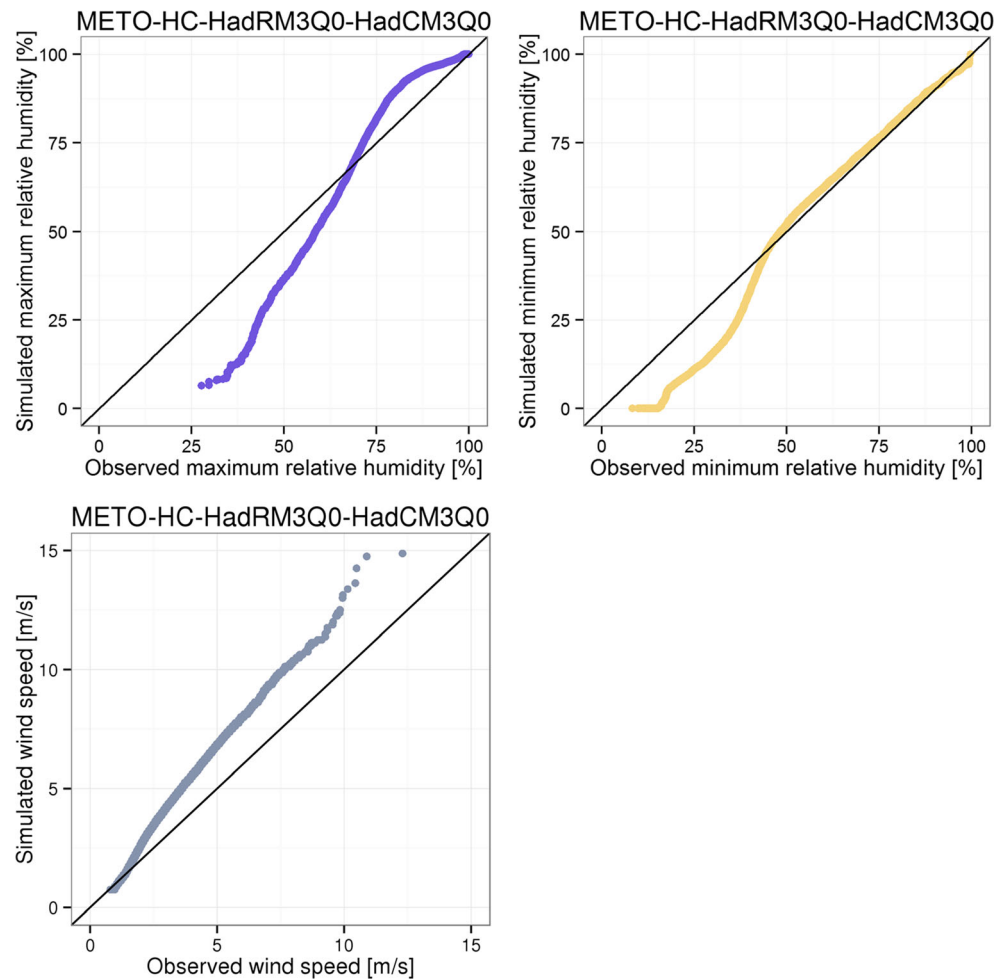 METO-HC-HadRM3Q0-HadCM3Q0
Simulated maximum relative humidity [%]
100
75
50
25
0
0 25 50 75 100
Observed maximum relative humidity [%]
METO-HC-HadRM3Q0-HadCM3Q0
Simulated minimum relative humidity [%]
100
75
50
25
0
0 25 50 75 100
Observed minimum relative humidity [%]
METO-HC-HadRM3Q0-HadCM3Q0
Simulated wind speed [m/s]
15
10
5
0
0 5 10 15
Observed wind speed [m/s]